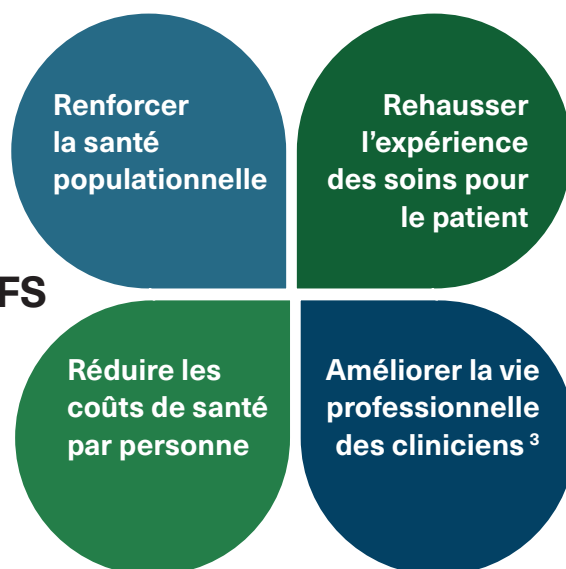 Renforcer
la santé
populationnelle
Rehausser
l’expérience
des soins pour
le patient
FS
Réduire les
coûts de santé
par personne
Améliorer la vie
professionnelle
des cliniciens ³